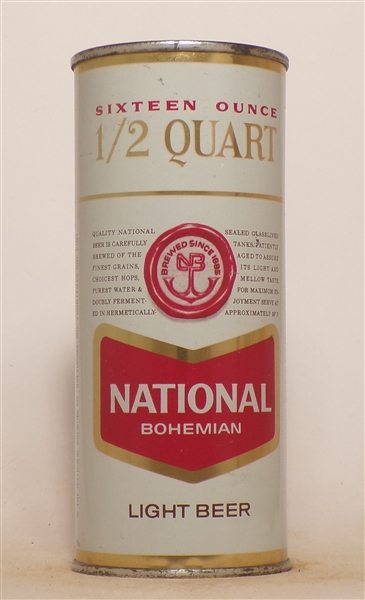 SIXTEEN OUNCE
1/2 QUART
QUALITY NATIONAL
BEER IS CAREFULLY
BREWED OF THE
FINEST GRAINS,
CHOICEST HOPS,
PUREST WATER &
DOUBLY FERMENT-
ED IN HERMETICALLY-
BREWED SINCE 1885
NB
SEALED GLASS-LINED
TANKS. PATIENTLY
AGED TO ASSURE
ITS LIGHT AND
MELLOW TASTE.
FOR MAXIMUM EN-
JOYMENT SERVE AT
APPROXIMATELY
NATIONAL
BOHEMIAN
LIGHT BEER